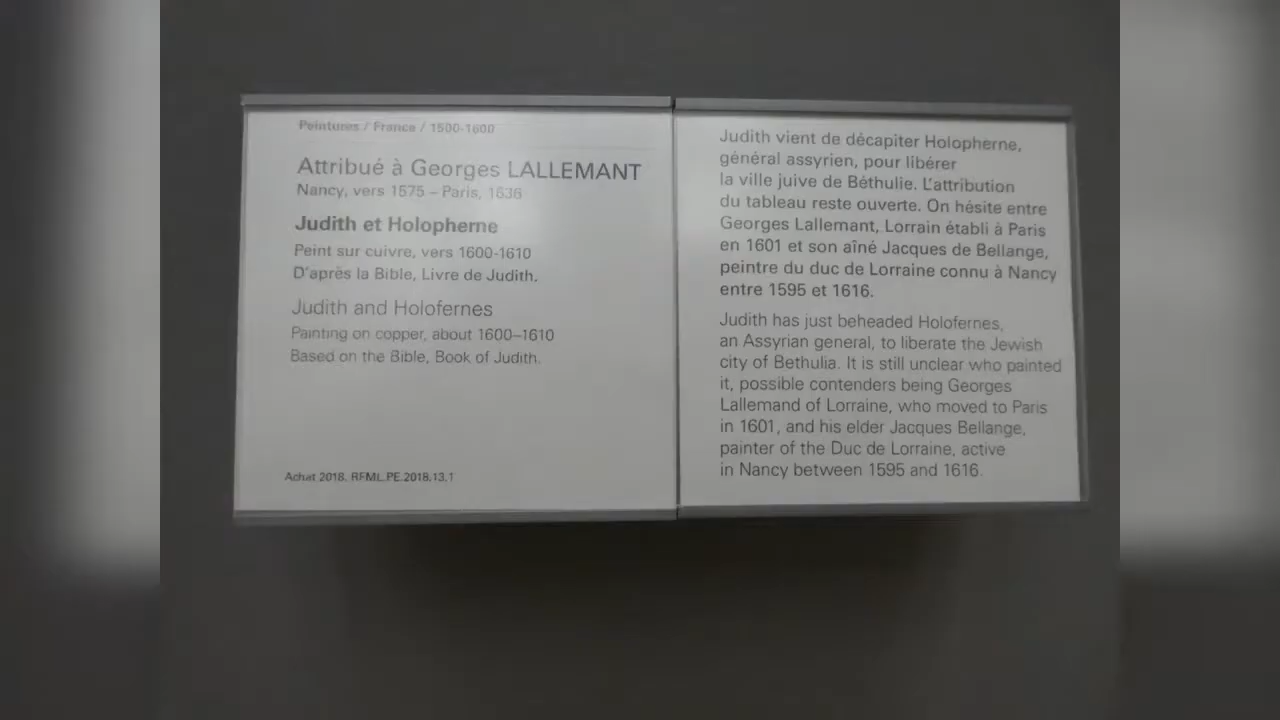 Peintures / France / 1500-1600
Attribué à Georges LALLEMANT
Nancy, vers 1575 – Paris, 1636
Judith et Holopherne
Peint sur cuivre, vers 1600-1610
D'après la Bible, Livre de Judith.
Judith and Holofernes
Painting on copper, about 1600–1610
Based on the Bible, Book of Judith.
Achat 2018. RFML.PE.2018.13.1
Judith vient de décapiter Holopherne,
général assyrien, pour libérer
la ville juive de Béthulie. L'attribution
du tableau reste ouverte. On hésite entre
Georges Lallemant, Lorrain établi à Paris
en 1601 et son aîné Jacques de Bellange,
peintre du duc de Lorraine connu à Nancy
entre 1595 et 1616.
Judith has just beheaded Holofernes,
an Assyrian general, to liberate the Jewish
city of Bethulia. It is still unclear who painted
it, possible contenders being Georges
Lallemand of Lorraine, who moved to Paris
in 1601, and his elder Jacques Bellange,
painter of the Duc de Lorraine, active
in Nancy between 1595 and 1616.